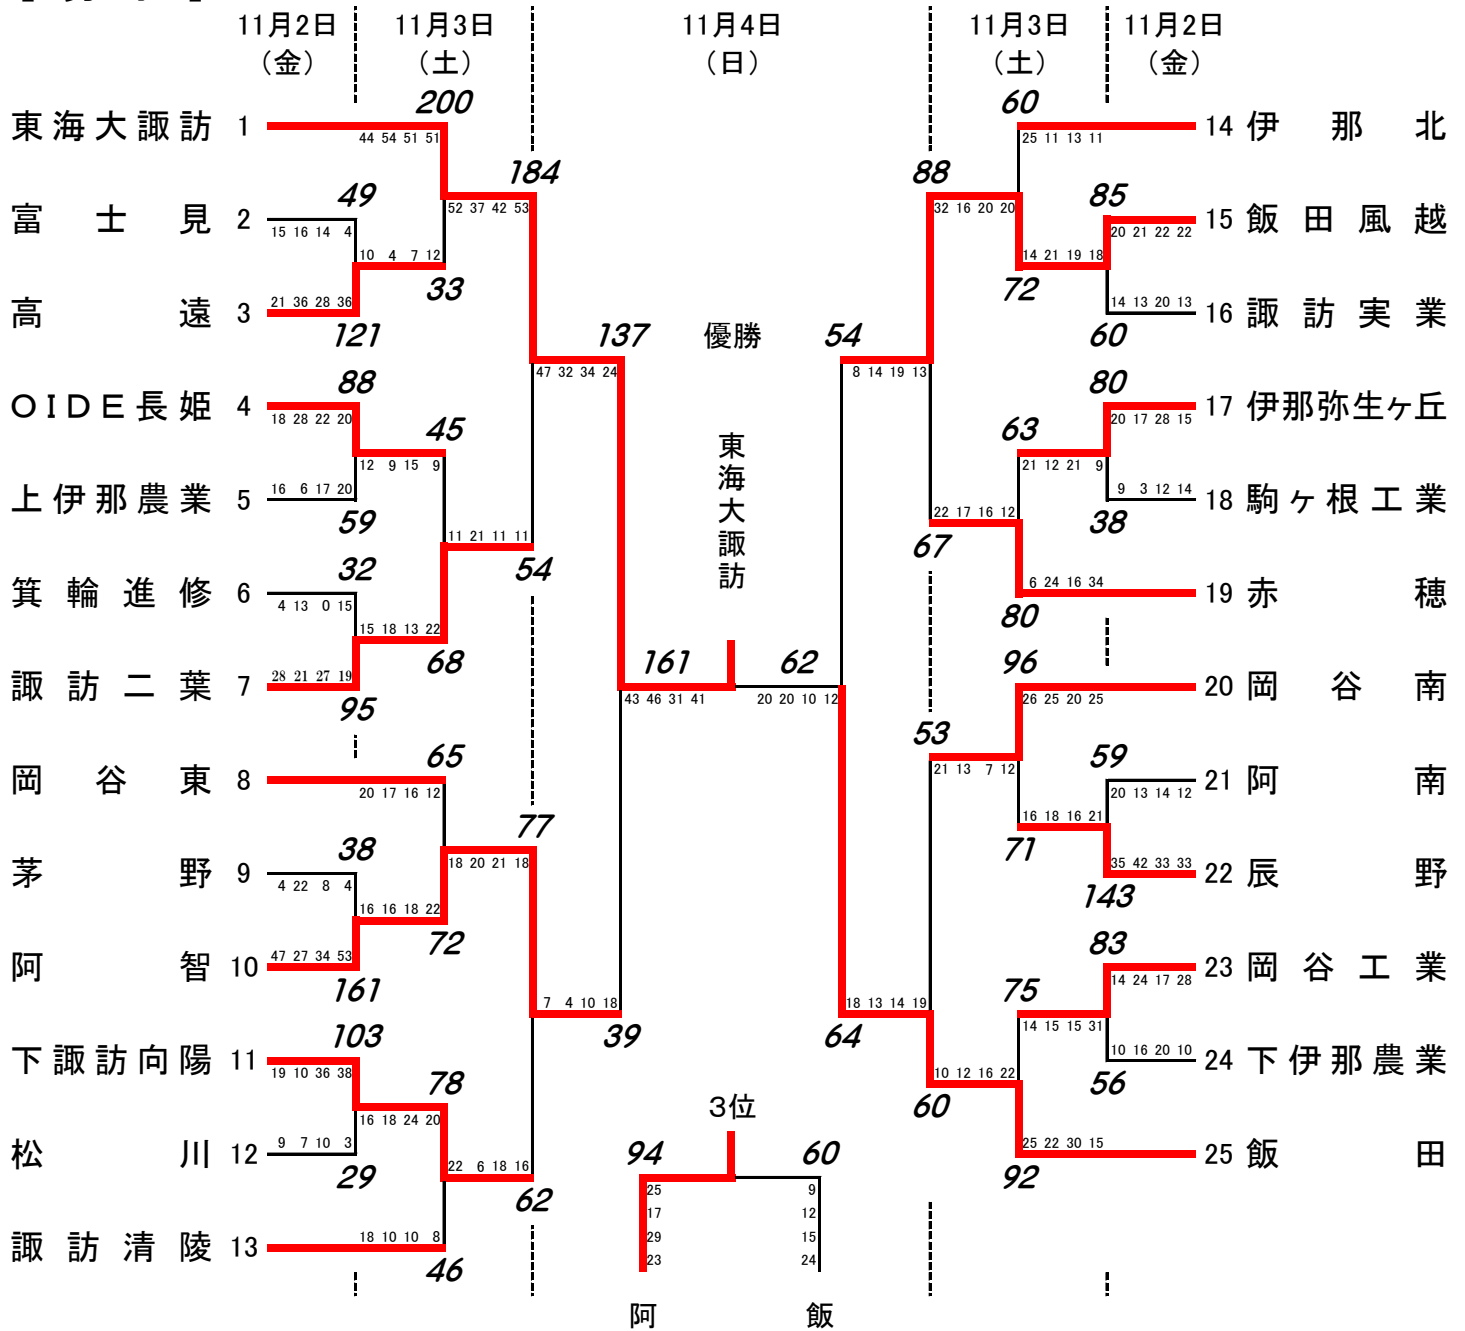 11月2日 11月3日 11月4日 11月3日 11月2日
（金） （土） （日） （土） （金）
200 60
東海大諏訪 1 44 54 51 51 25 11 13 11 14 伊那北
184 88
49 52 37 42 53 32 16 20 20 85
富士見 2 15 16 14 4 20 21 22 22 15 飯田風越
10 4 7 12 14 21 19 18
33 72
高遠 3 21 36 28 36 14 13 20 13 16 諏訪実業
121 137 優勝 54 60
88 47 32 34 24 8 14 19 13 80
OIDE長姫 4 18 28 22 20 20 17 28 15 17 伊那弥生ヶ丘
45 63
12 9 15 9 21 12 21 9
上伊那農業 5 16 6 17 20 9 3 12 14 18 駒ヶ根工業
59 38
東海大諏訪
11 21 11 11 22 17 16 12
54 67
32
箕輪進修 6 4 13 0 15 6 24 16 34 19 赤穂
80
15 18 13 22
68 161 62 96
諏訪二葉 7 28 21 27 19 43 46 31 41 20 20 10 12 26 25 20 25 20 岡谷南
95
65 53 59
岡谷東 8 20 17 16 12 21 13 7 12 20 13 14 12 21 阿南
77
38 18 20 21 18 16 18 16 21
71
茅野 9 4 22 8 4 35 42 33 33 22 辰野
143
16 16 18 22
72 83
阿智 10 47 27 34 53 14 24 17 28 23 岡谷工業
161 75
7 4 10 18 18 13 14 19 14 15 15 31
103 39 64
下諏訪向陽 11 19 10 36 38 10 16 20 10 24 下伊那農業
56
78 10 12 16 22
16 18 24 20 3位 60
松川 12 9 7 10 3 94 60 25 22 30 15 25 飯田
29 92
22 6 18 16 25 9
62 17 12
諏訪清陵 13 18 10 10 8 29 15
46 23 24
阿 飯